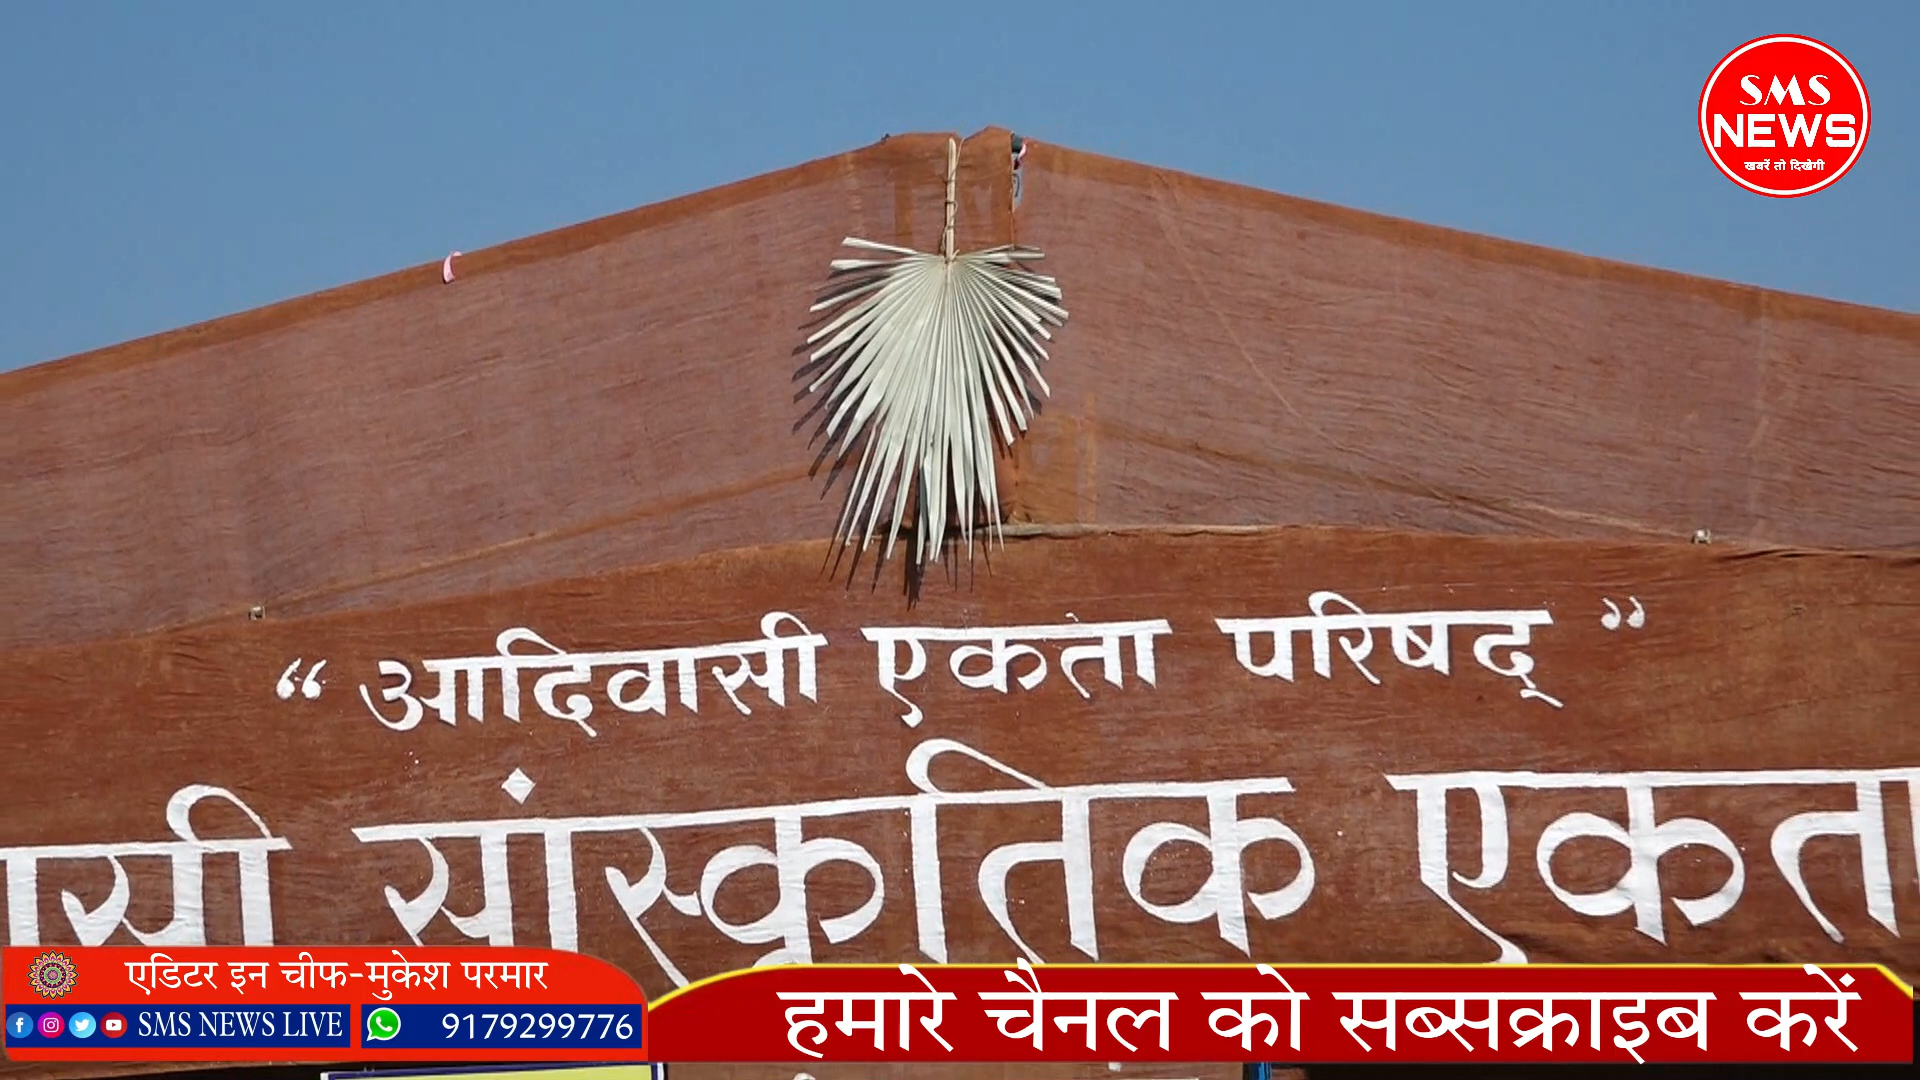 SMS
NEWS
खबरें तो दिखेगी
“ आदिवासी एकता परिषद् ”
सांस्कृतिक एकता
एडिटर इन चीफ-मुकेश परमार
SMS NEWS LIVE
9179299776
हमारे चैनल को सब्सक्राइब करें